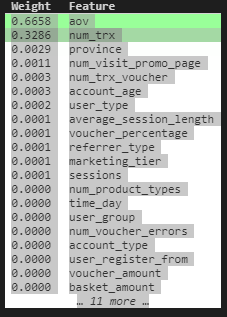 Weight Feature
0.6658 aov
0.3286 num_trx
0.0029 province
0.0011 num_visit_promo_page
0.0003 num_trx_voucher
0.0003 account_age
0.0002 user_type
0.0001 average_session_length
0.0001 voucher_percentage
0.0001 referrer_type
0.0001 marketing_tier
0.0001 sessions
0.0000 num_product_types
0.0000 time_day
0.0000 user_group
0.0000 num_voucher_errors
0.0000 account_type
0.0000 user_register_from
0.0000 voucher_amount
0.0000 basket_amount
… 11 more …